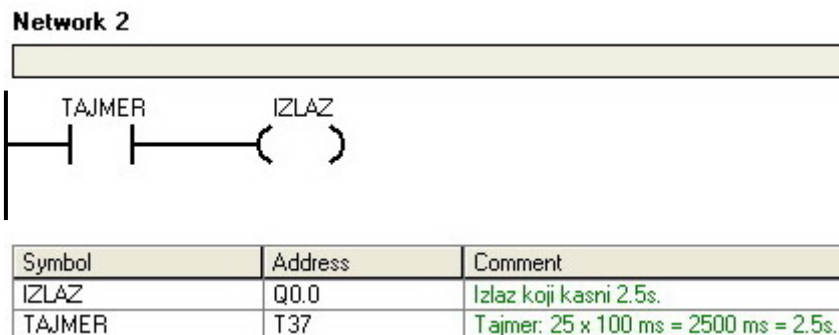 Network 2
TAJMER IZLAZ
Symbol Address Comment
IZLAZ Q0.0 Izlaz koji kasni 2.5s.
TAJMER T37 Tajmer: 25 x 100 ms = 2500 ms = 2.5s.